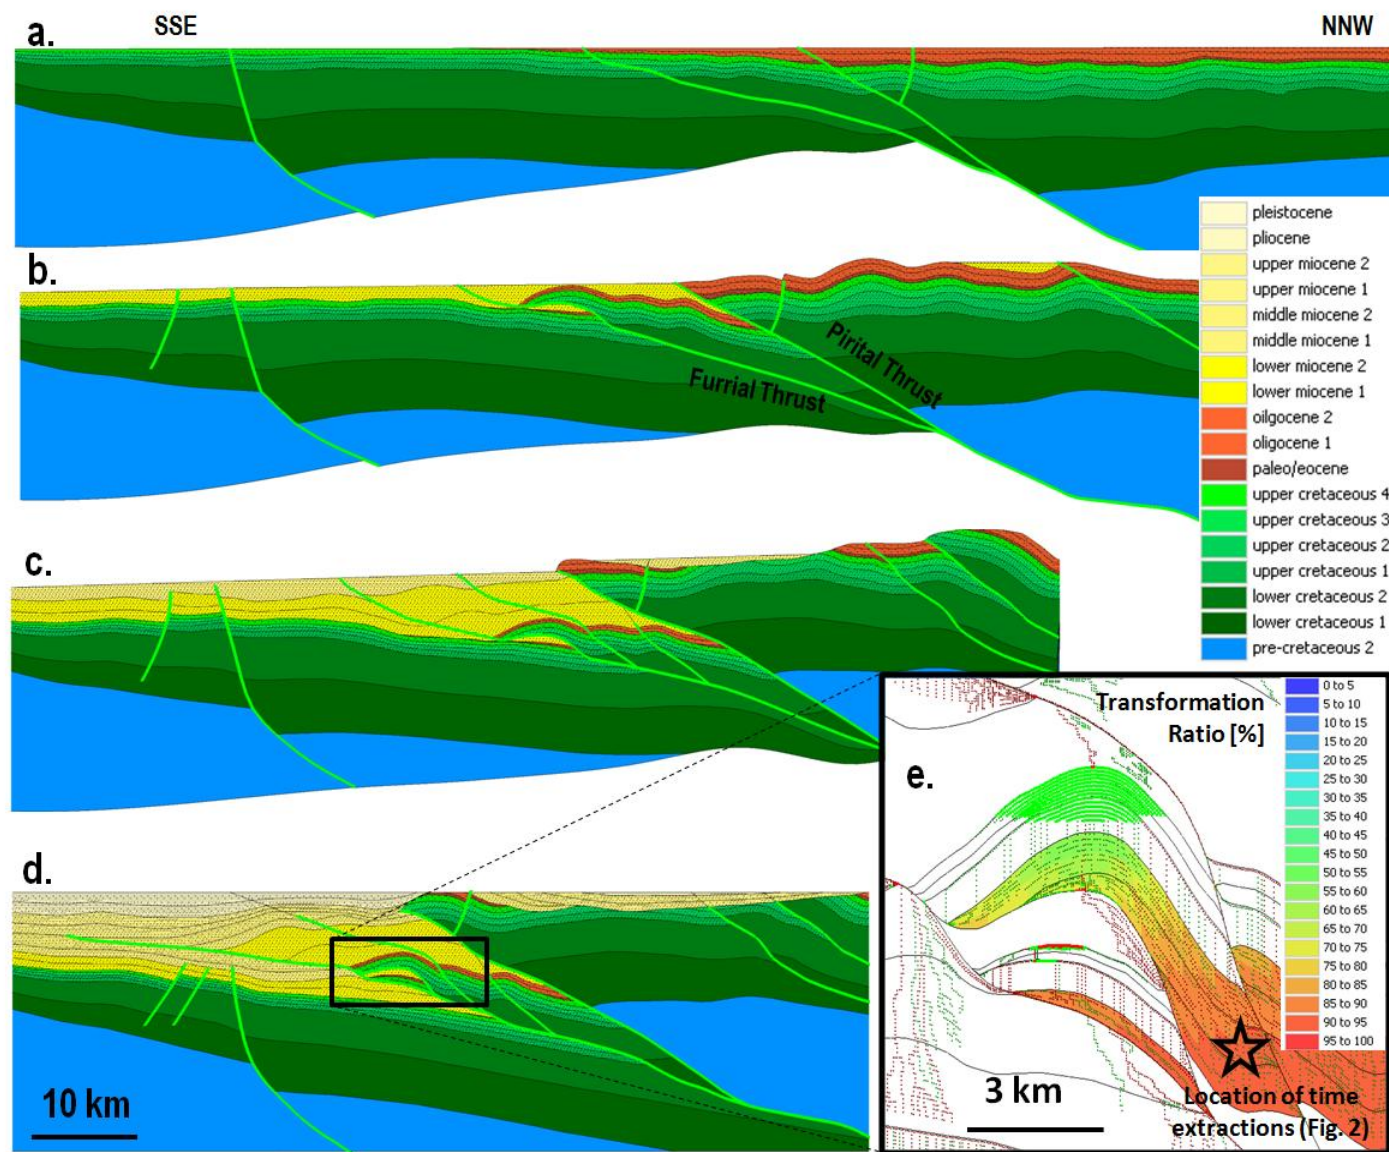 a.
SSE
NNW
pleistocene
pliocene
upper miocene 2
upper miocene 1
middle miocene 2
middle miocene 1
lower miocene 2
lower miocene 1
oilgocene 2
oligocene 1
paleo/eocene
upper cretaceous 4
upper cretaceous 3
upper cretaceous 2
upper cretaceous 1
lower cretaceous 2
lower cretaceous 1
pre-cretaceous 2
b.
Pirital Thrust
Furrial Thrust
c.
d.
10 km
e.
Transformation
Ratio [%]
0 to 5
5 to 10
10 to 15
15 to 20
20 to 25
25 to 30
30 to 35
35 to 40
40 to 45
45 to 50
50 to 55
55 to 60
60 to 65
65 to 70
70 to 75
75 to 80
80 to 85
85 to 90
90 to 95
95 to 100
3 km
Location of time
extractions (Fig. 2)